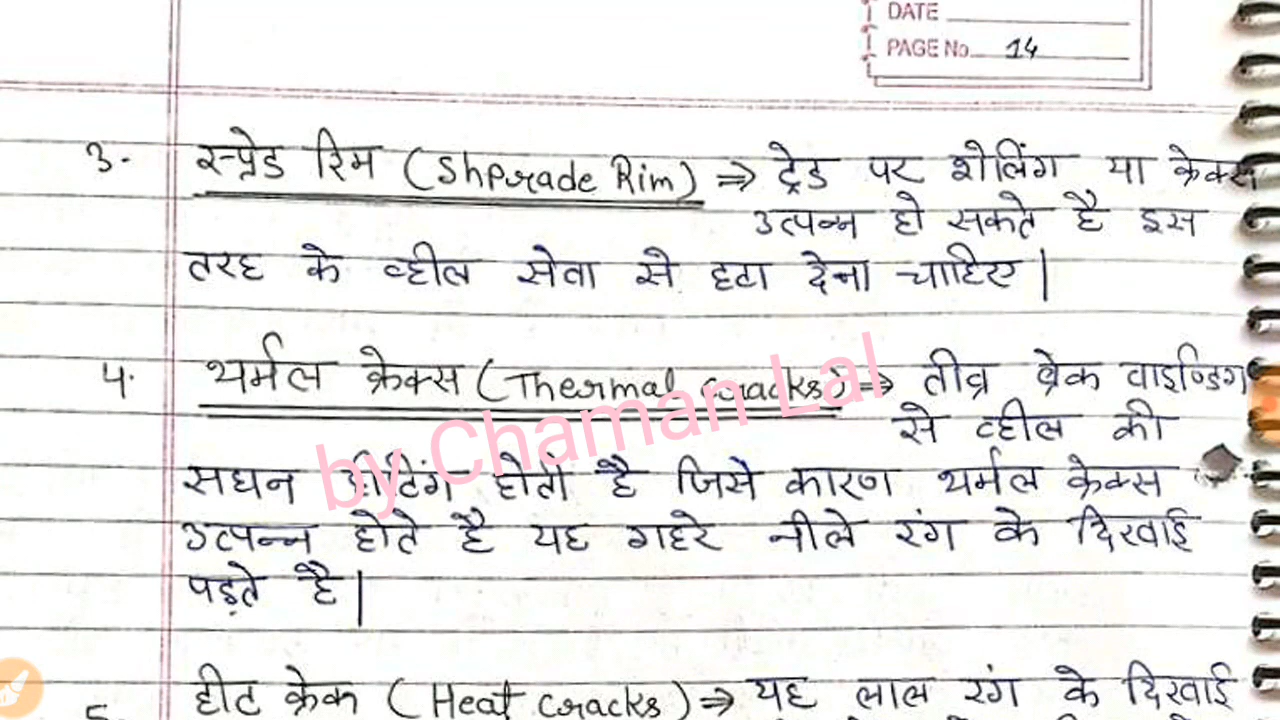 DATE
PAGE No. 14
3. स्प्रेड रिम (Shprade Rim) ⇒ ट्रेड पर शेलिंग या क्रेक्स
उत्पन्न हो सकते है इस
तरह के व्हील सेवा से हटा देना चाहिए|
4. थर्मल क्रेक्स (Thermal cracks) ⇒ तीव्र ब्रेक वाइण्डिग
से व्हील की
सघन हीटिंग होती है जिसे कारण थर्मल क्रेक्स
उत्पन्न होते है यह गहरे नीले रंग के दिखाई
पड़ते है|
5. हीट क्रेक (Heat cracks) ⇒ यह लाल रंग के दिखाई
by Chaman Lal